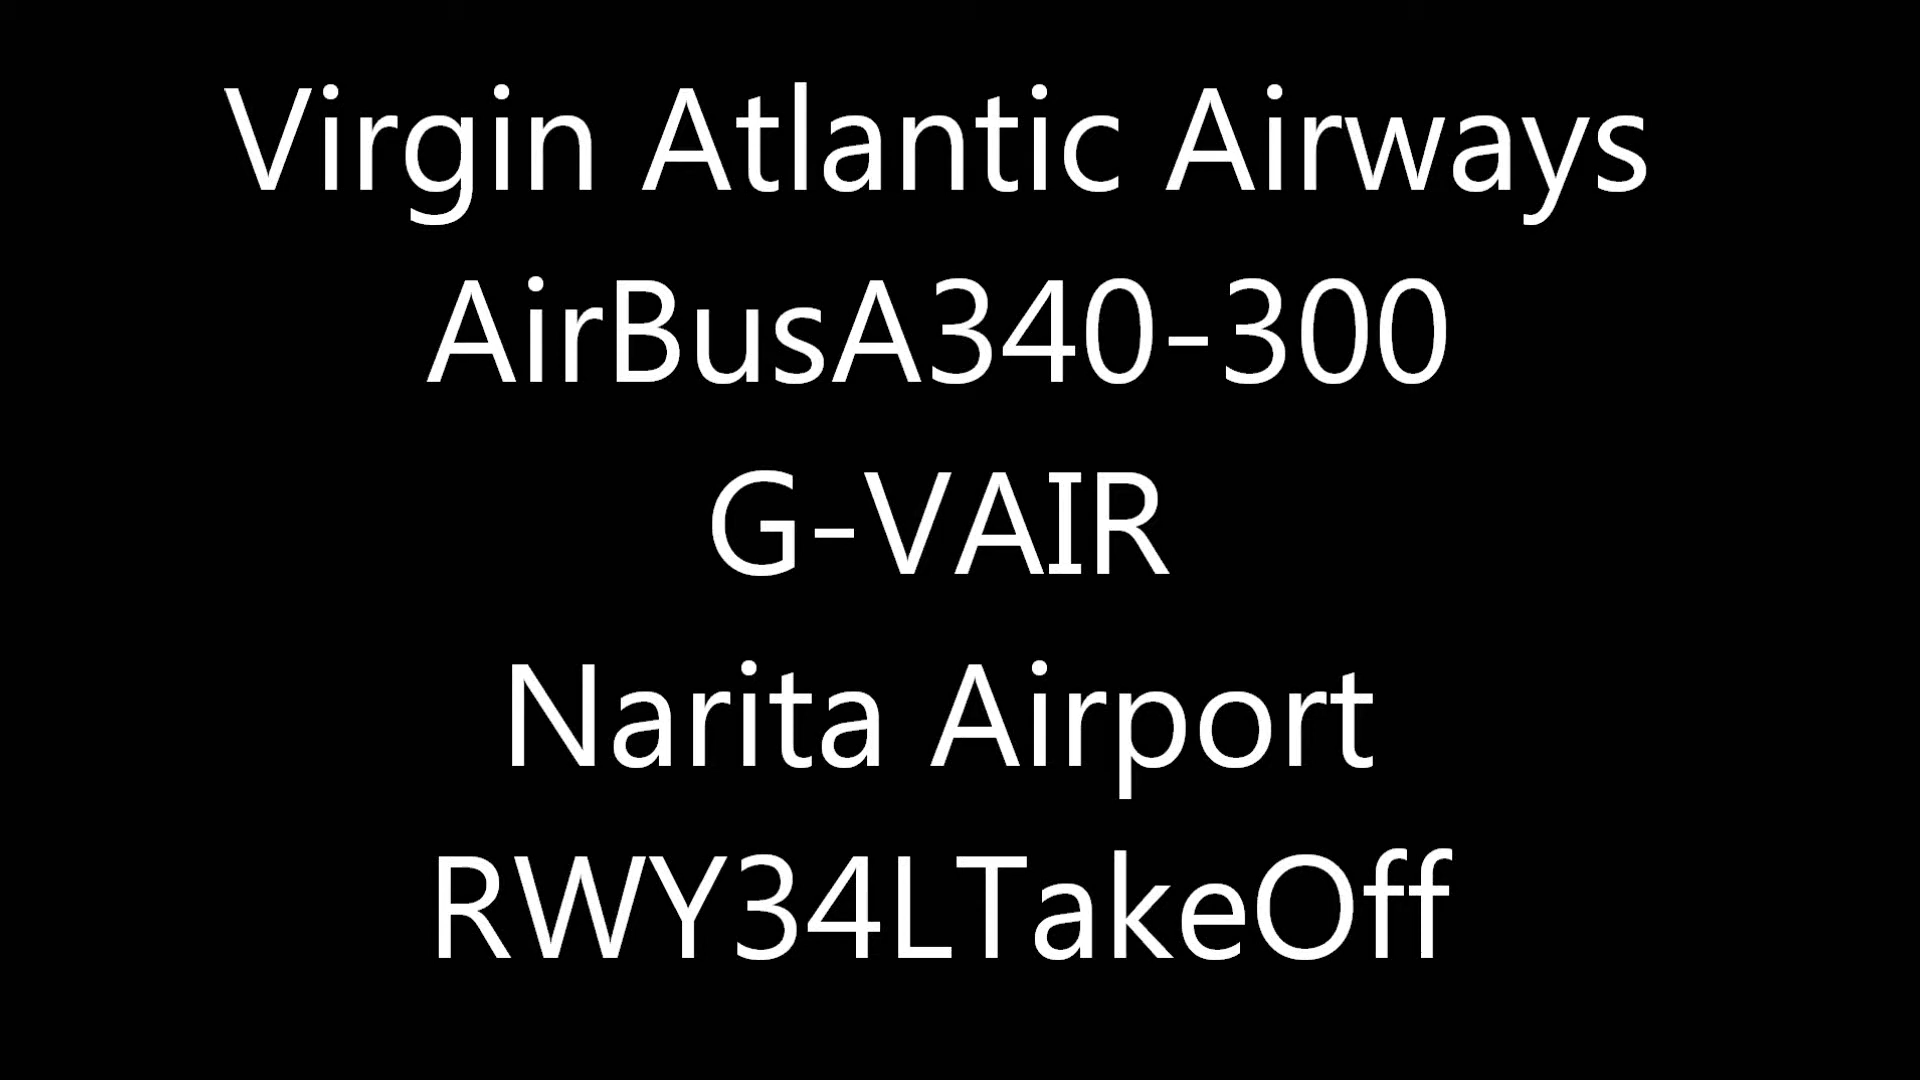 Virgin Atlantic Airways
AirBusA340-300
G-VAIR
Narita Airport
RWY34LTakeOff